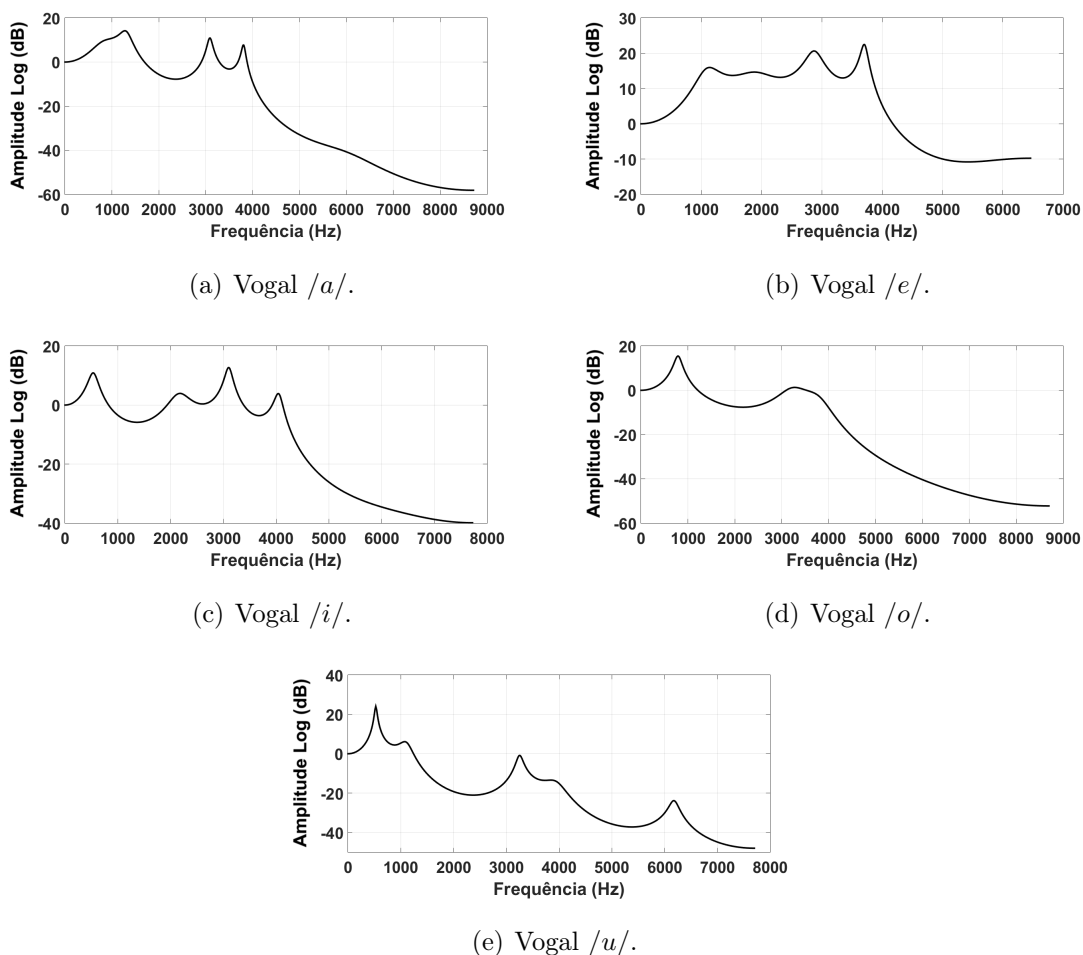 Amplitude Log (dB)
20
0
-20
-40
-60
0 1000 2000 3000 4000 5000 6000 7000 8000 9000
Frequência (Hz)
(a) Vogal /a/.
Amplitude Log (dB)
30
20
10
0
-10
-20
0 1000 2000 3000 4000 5000 6000 7000
Frequência (Hz)
(b) Vogal /e/.
Amplitude Log (dB)
20
0
-20
-40
0 1000 2000 3000 4000 5000 6000 7000 8000
Frequência (Hz)
(c) Vogal /i/.
Amplitude Log (dB)
20
0
-20
-40
-60
0 1000 2000 3000 4000 5000 6000 7000 8000 9000
Frequência (Hz)
(d) Vogal /o/.
Amplitude Log (dB)
40
20
0
-20
-40
0 1000 2000 3000 4000 5000 6000 7000 8000
Frequência (Hz)
(e) Vogal /u/.